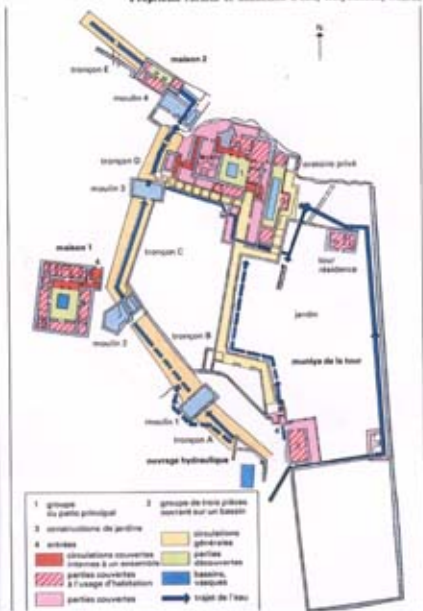 N
maison 2
tronçon E
moulin 4
oratoire privé
tronçon D
moulin 3
tour
résidence
maison 1
tronçon C
jardin
moulin 2
tronçon B
munîya de la tour
moulin 1
tronçon A
ouvrage hydraulique
1 groupe
du patio principal
2 groupe de trois pièces
ouvrant sur un bassin
3 constructions de jardins
4 entrées
circulations couvertes
internes à un ensemble
parties couvertes
à l'usage d'habitation
parties couvertes
circulations
générales
parties
découvertes
bassins,
vasques
trajet de l'eau